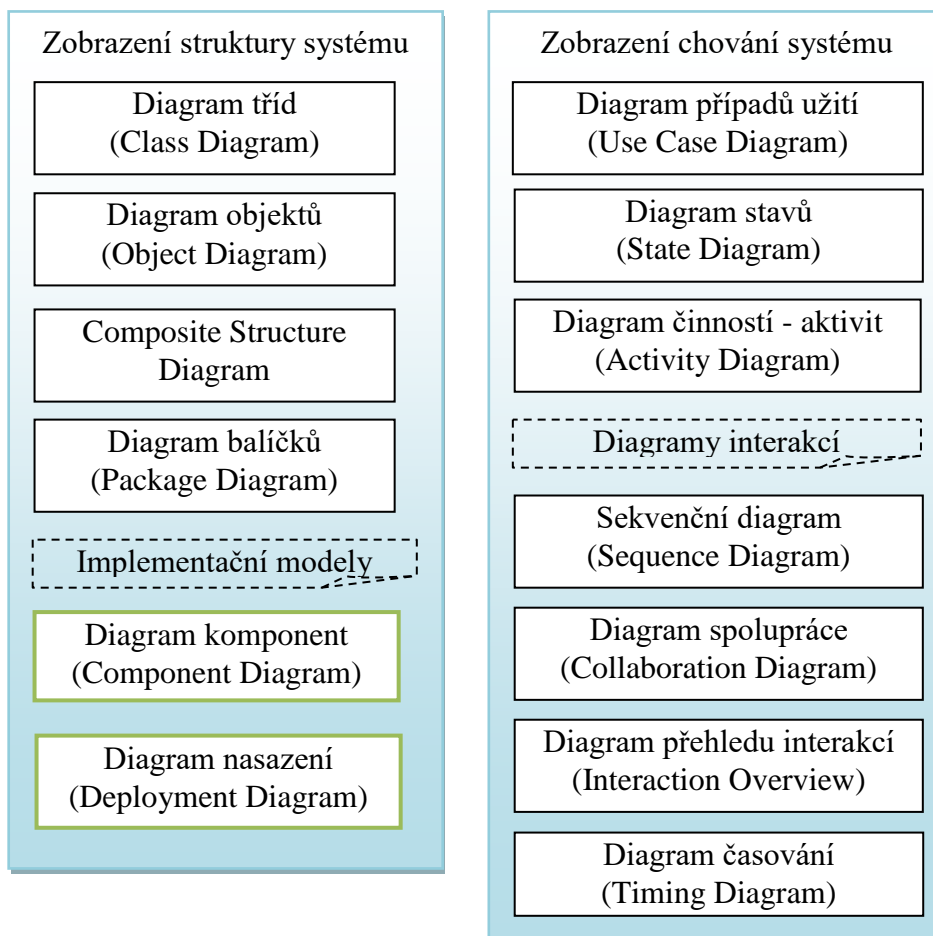 Zobrazení struktury systému
Diagram tříd
(Class Diagram)
Diagram objektů
(Object Diagram)
Composite Structure
Diagram
Diagram balíčků
(Package Diagram)
Implementační modely
Diagram komponent
(Component Diagram)
Diagram nasazení
(Deployment Diagram)
Zobrazení chování systému
Diagram případů užití
(Use Case Diagram)
Diagram stavů
(State Diagram)
Diagram činností - aktivit
(Activity Diagram)
Diagramy interakcí
Sekvenční diagram
(Sequence Diagram)
Diagram spolupráce
(Collaboration Diagram)
Diagram přehledu interakcí
(Interaction Overview)
Diagram časování
(Timing Diagram)